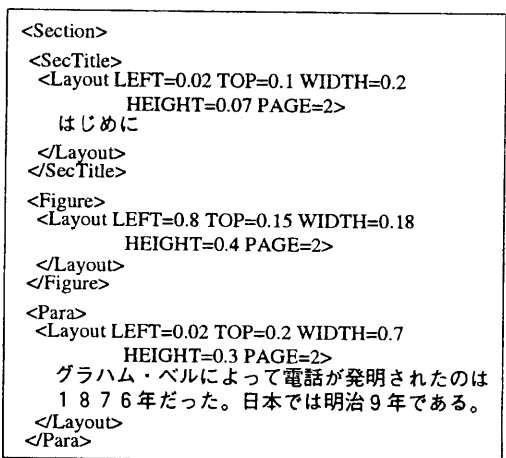 <Section>
<SecTitle>
<Layout LEFT=0.02 TOP=0.1 WIDTH=0.2
HEIGHT=0.07 PAGE=2>
はじめに
</Layout>
</SecTitle>
<Figure>
<Layout LEFT=0.8 TOP=0.15 WIDTH=0.18
HEIGHT=0.4 PAGE=2>
</Layout>
</Figure>
<Para>
<Layout LEFT=0.02 TOP=0.2 WIDTH=0.7
HEIGHT=0.3 PAGE=2>
グラハム・ベルによって電話が発明されたのは
１８７６年だった。日本では明治９年である。
</Layout>
</Para>